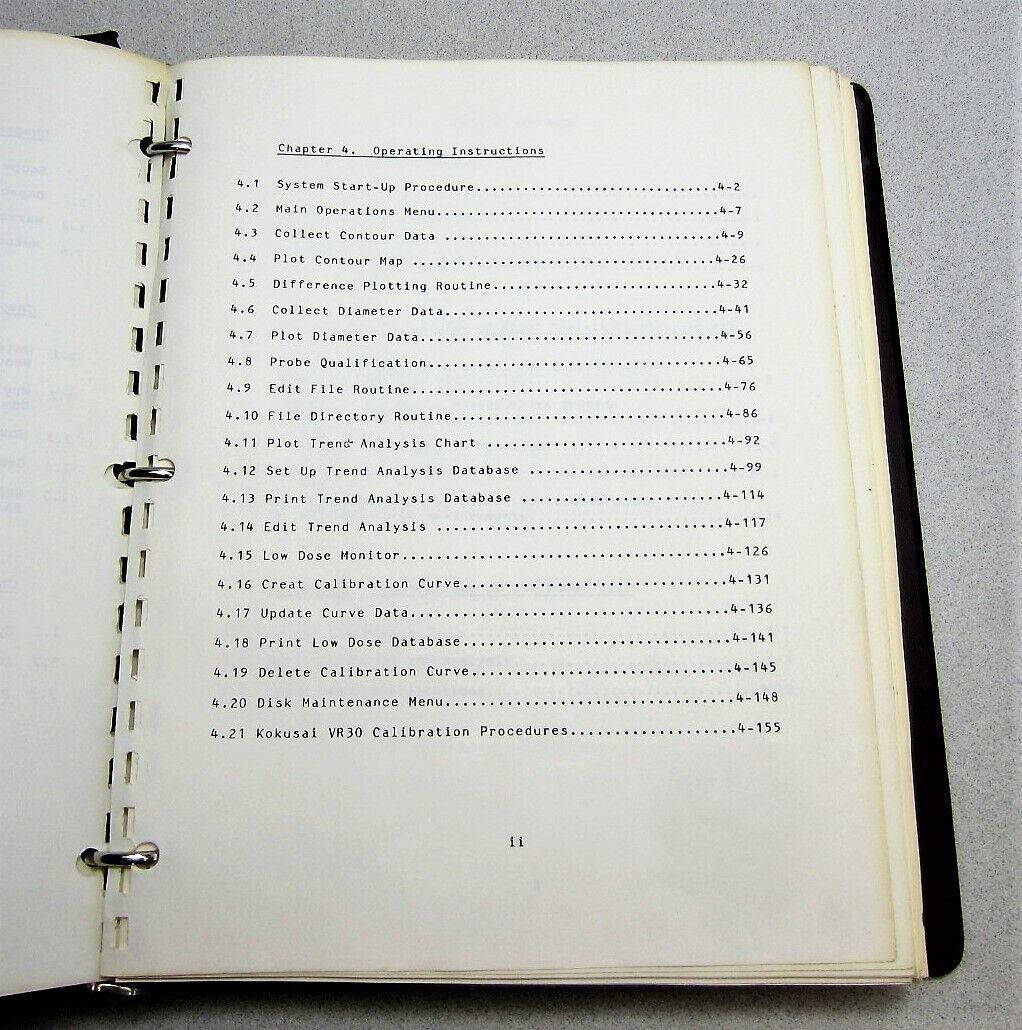 Chapter 4. Operating Instructions
4.1 System Start-Up Procedure..............................4-2
4.2 Main Operations Menu...................................4-7
4.3 Collect Contour Data ..................................4-9
4.4 Plot Contour Map .....................................4-26
4.5 Difference Plotting Routine...........................4-32
4.6 Collect Diameter Data.................................4-41
4.7 Plot Diameter Data....................................4-56
4.8 Probe Qualification...................................4-65
4.9 Edit File Routine.....................................4-76
4.10 File Directory Routine................................4-86
4.11 Plot Trend Analysis Chart .............................4-92
4.12 Set Up Trend Analysis Database ........................4-99
4.13 Print Trend Analysis Database ........................4-114
4.14 Edit Trend Analysis ..................................4-117
4.15 Low Dose Monitor.....................................4-126
4.16 Creat Calibration Curve..............................4-131
4.17 Update Curve Data....................................4-136
4.18 Print Low Dose Database..............................4-141
4.19 Delete Calibration Curve.............................4-145
4.20 Disk Maintenance Menu................................4-148
4.21 Kokusai VR30 Calibration Procedures...................4-155
ii